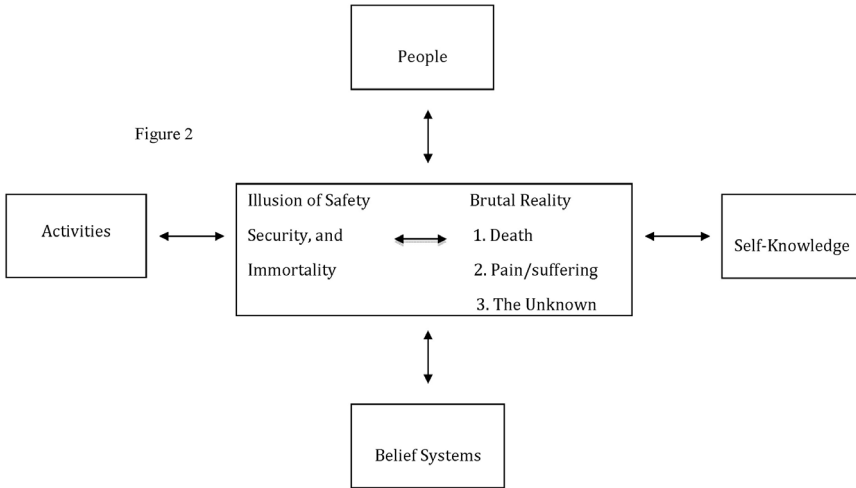 People
Figure 2
Illusion of Safety
Security, and
Immortality
Brutal Reality
1. Death
2. Pain/suffering
3. The Unknown
Activities
Self-Knowledge
Belief Systems